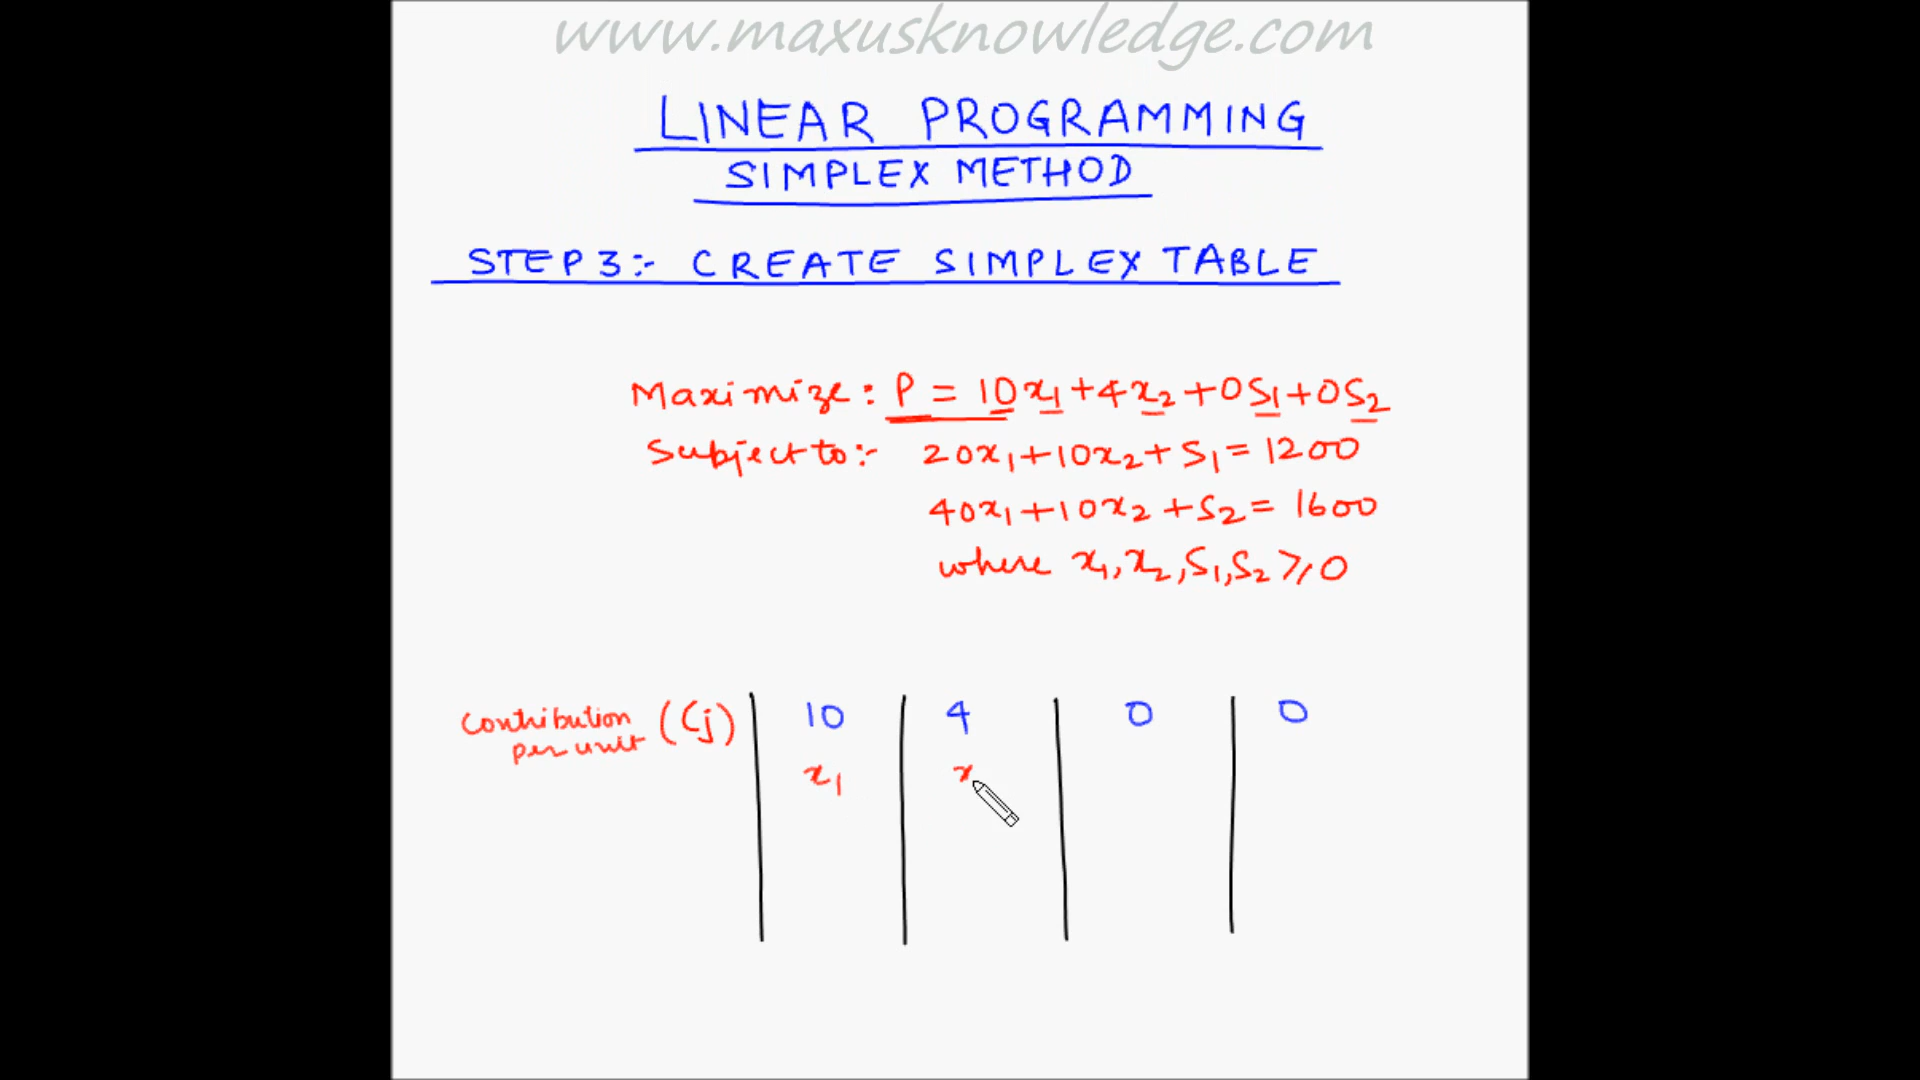 www.maxusknowledge.com
LINEAR PROGRAMMING
SIMPLEX METHOD
STEP 3:- CREATE SIMPLEX TABLE
Maximize: P = 10x₁+4x₂+0S₁+0S₂
Subject to:- 20x₁+10x₂+S₁=1200
40x₁+10x₂+S₂=1600
where x₁,x₂,S₁,S₂ ≥ 0
Contribution per unit (Cj) 10 4 0 0
x₁ x